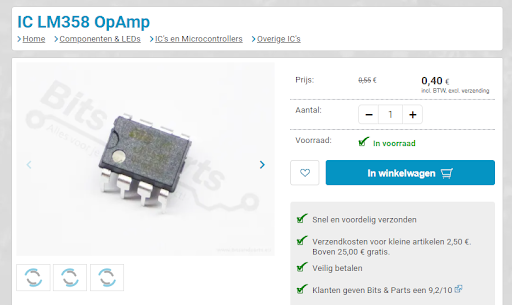 IC LM358 OpAmp
Home Componenten & LEDs IC's en Microcontrollers Overige IC's
Bits Parts
Prijs: 0,55 € 0,40 €
Incl. BTW, excl. verzending
Aantal: − 1 +
Voorraad: In voorraad
In winkelwagen
Snel en voordelig verzonden
Verzendkosten voor kleine artikelen 2,50 €.
Boven 25,00 € gratis.
Veilig betalen
Klanten geven Bits & Parts een 9,2/10